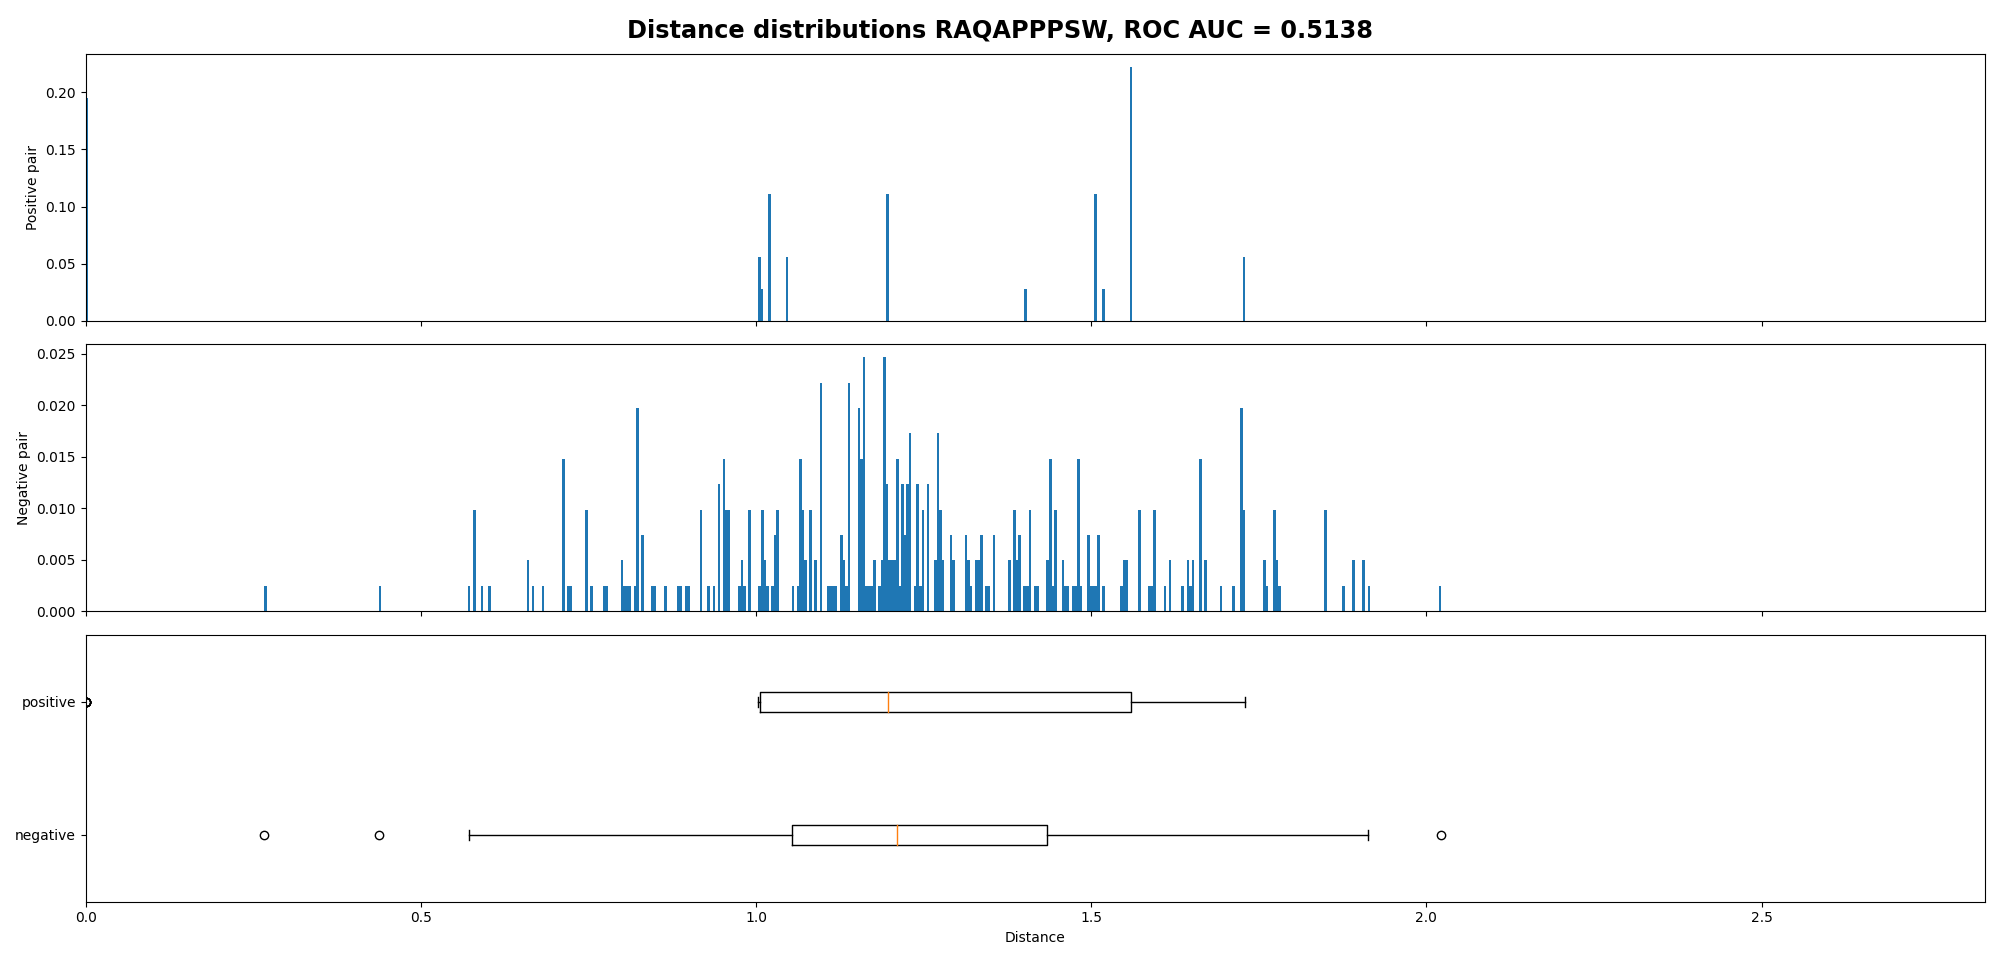 Distance distributions RAQAPPPSW, ROC AUC = 0.5138
0.20
0.15
0.10
0.05
0.00
Positive pair
0.025
0.020
0.015
0.010
0.005
0.000
Negative pair
positive
negative
0.0 0.5 1.0 1.5 2.0 2.5
Distance